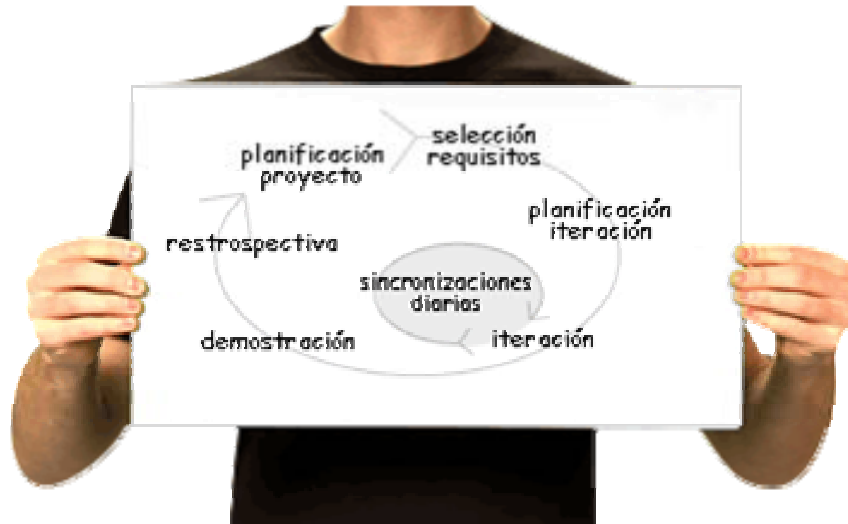 selección
requisitos
planificación
proyecto
planificación
iteración
restrospectiva
sincronizaciones
diarias
demostración
iteración